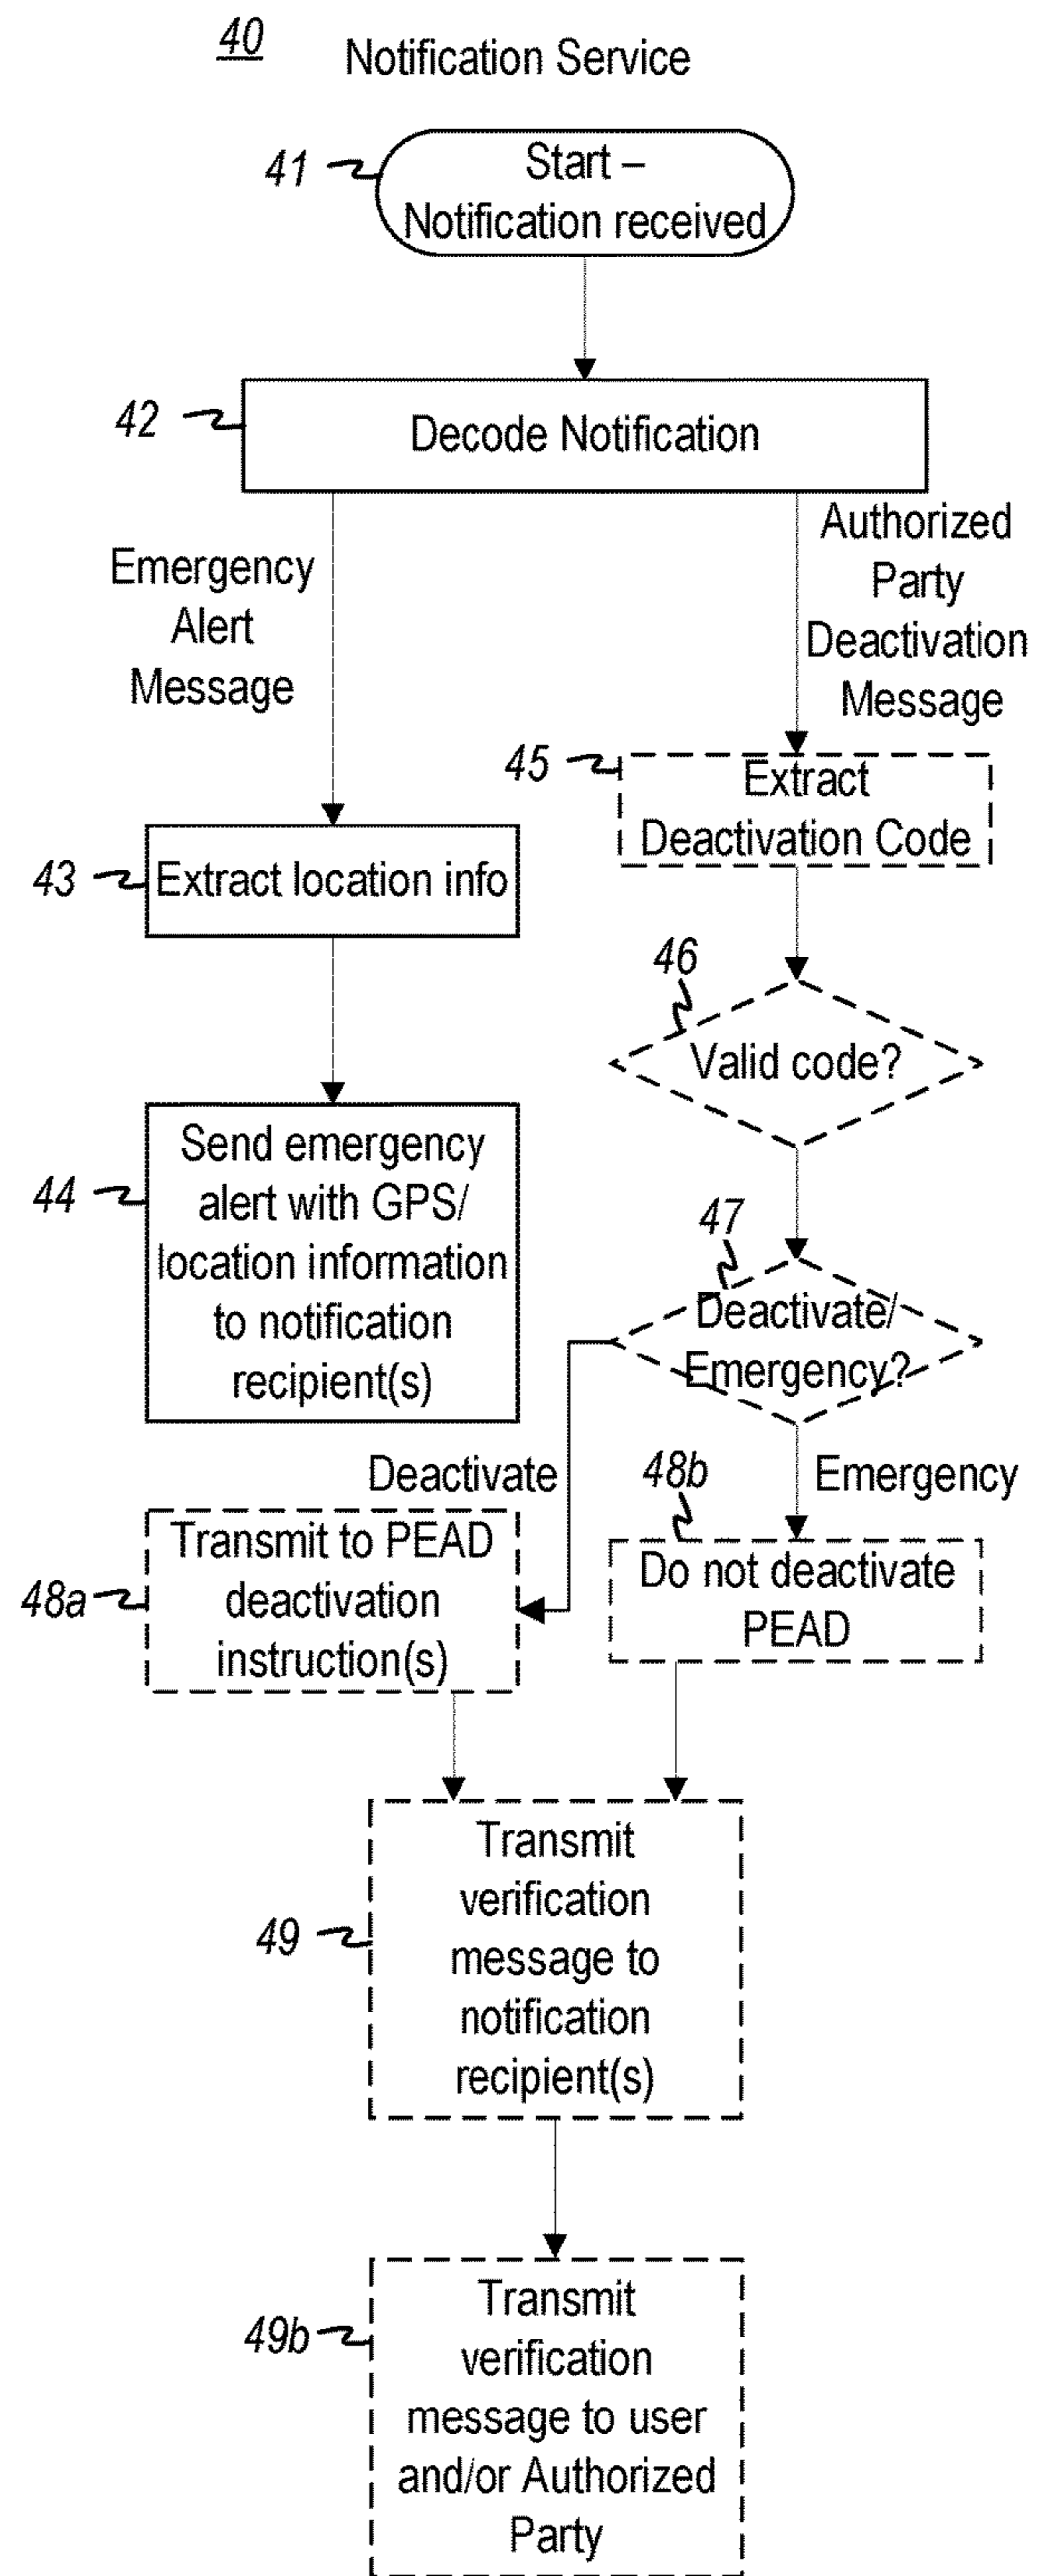 40
Notification Service
41
Start –
Notification received
42
Decode Notification
Emergency
Alert
Message
Authorized
Party
Deactivation
Message
43
Extract location info
44
Send emergency
alert with GPS/
location information
to notification
recipient(s)
45
Extract
Deactivation Code
46
Valid code?
47
Deactivate/
Emergency?
Deactivate
Emergency
48a
Transmit to PEAD
deactivation
instruction(s)
48b
Do not deactivate
PEAD
49
Transmit
verification
message to
notification
recipient(s)
49b
Transmit
verification
message to user
and/or Authorized
Party